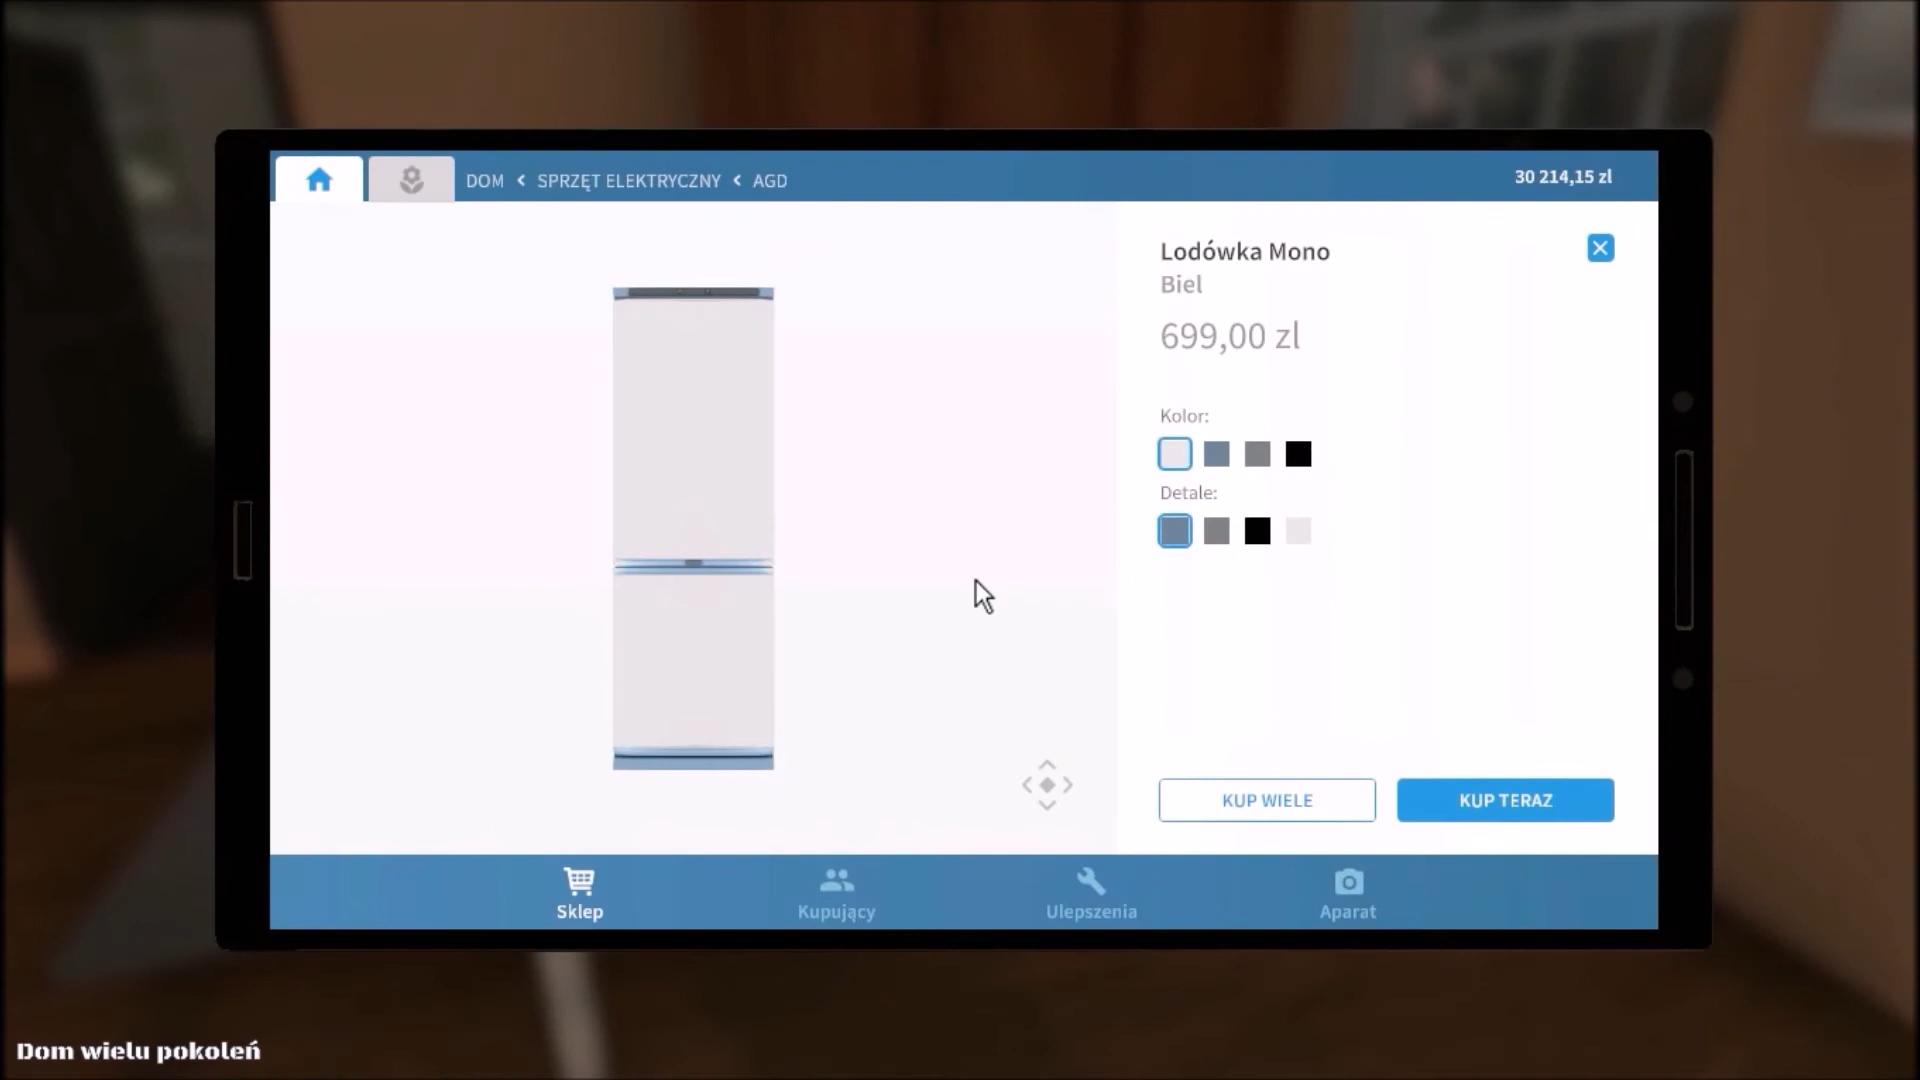 DOM < SPRZĘT ELEKTRYCZNY < AGD
30 214,15 zl
Lodówka Mono
Biel
699,00 zl
Kolor:
Detale:
KUP WIELE
KUP TERAZ
Sklep
Kupujący
Ulepszenia
Aparat
Dom wielu pokoleń